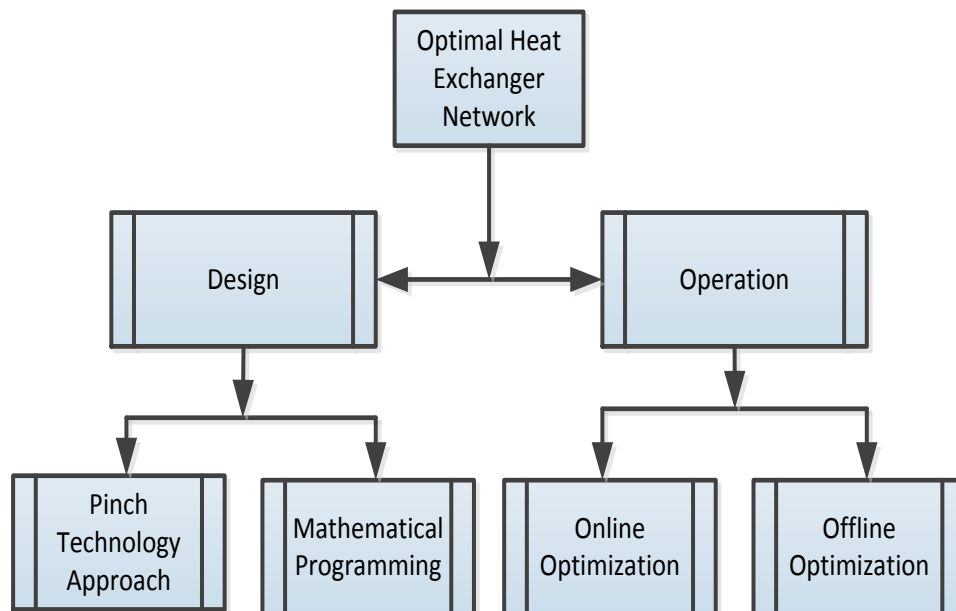 Optimal Heat
Exchanger
Network
Design
Operation
Pinch
Technology
Approach
Mathematical
Programming
Online
Optimization
Offline
Optimization